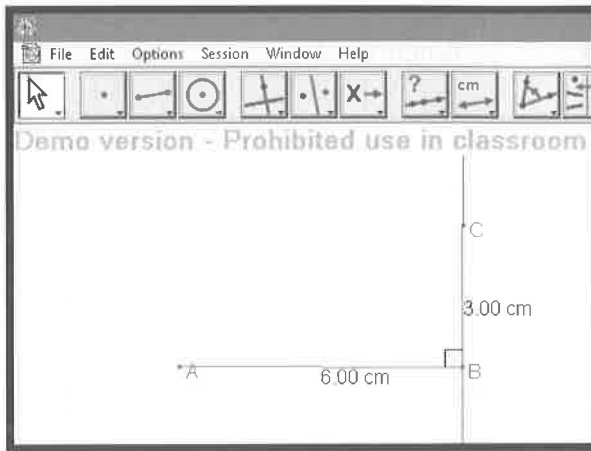 File Edit Options Session Window Help
? cm
Demo version - Prohibited use in classroom
C
3.00 cm
A B
6.00 cm